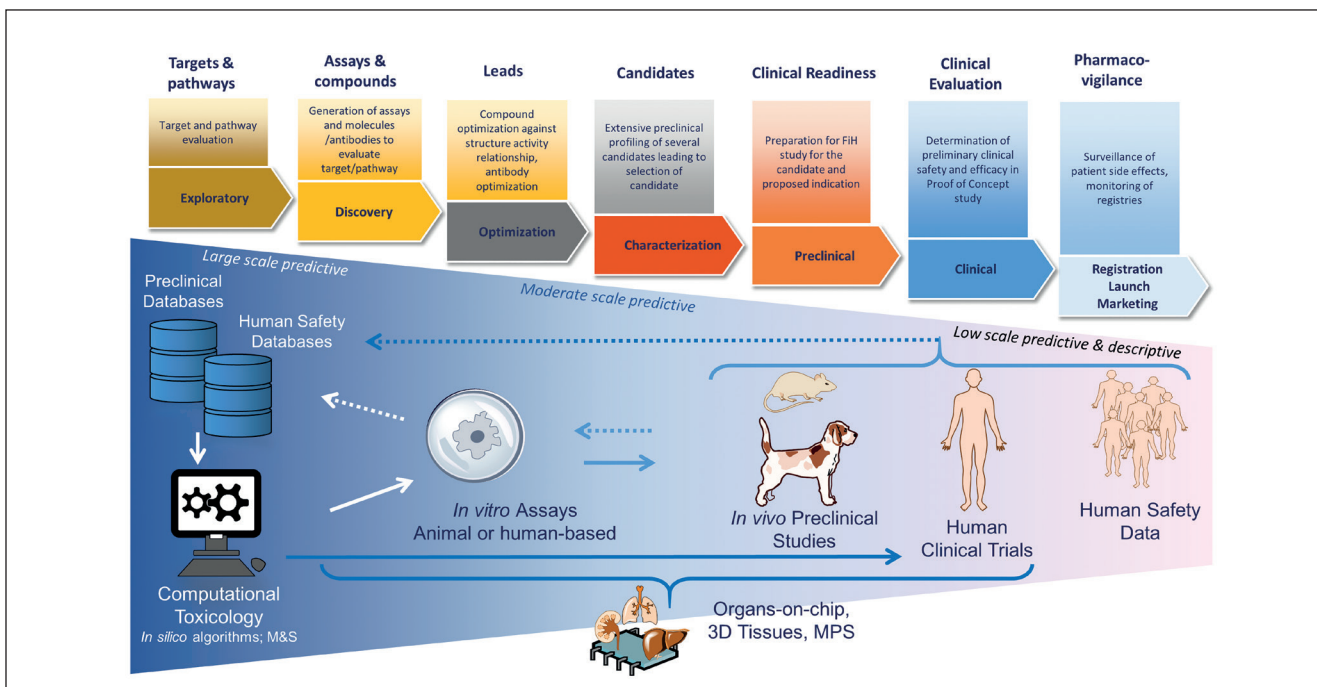 Targets &
pathways
Target and pathway
evaluation
Exploratory
Assays &
compounds
Generation of assays
and molecules
/antibodies to
evaluate
target/pathway
Discovery
Leads
Compound
optimization against
structure activity
relationship,
antibody
optimization
Optimization
Candidates
Extensive preclinical
profiling of several
candidates leading to
selection of
candidate
Characterization
Clinical Readiness
Preparation for FiH
study for the
candidate and
proposed indication
Preclinical
Clinical
Evaluation
Determination of
preliminary clinical
safety and efficacy in
Proof of Concept
study
Clinical
Pharmaco-
vigilance
Surveillance of
patient side effects,
monitoring of
registries
Registration
Launch
Marketing
Large scale predictive
Moderate scale predictive
Low scale predictive & descriptive
Preclinical
Databases
Human Safety
Databases
Computational
Toxicology
In silico algorithms; M&S
In vitro Assays
Animal or human-based
In vivo Preclinical
Studies
Human
Clinical Trials
Human Safety
Data
Organs-on-chip,
3D Tissues, MPS